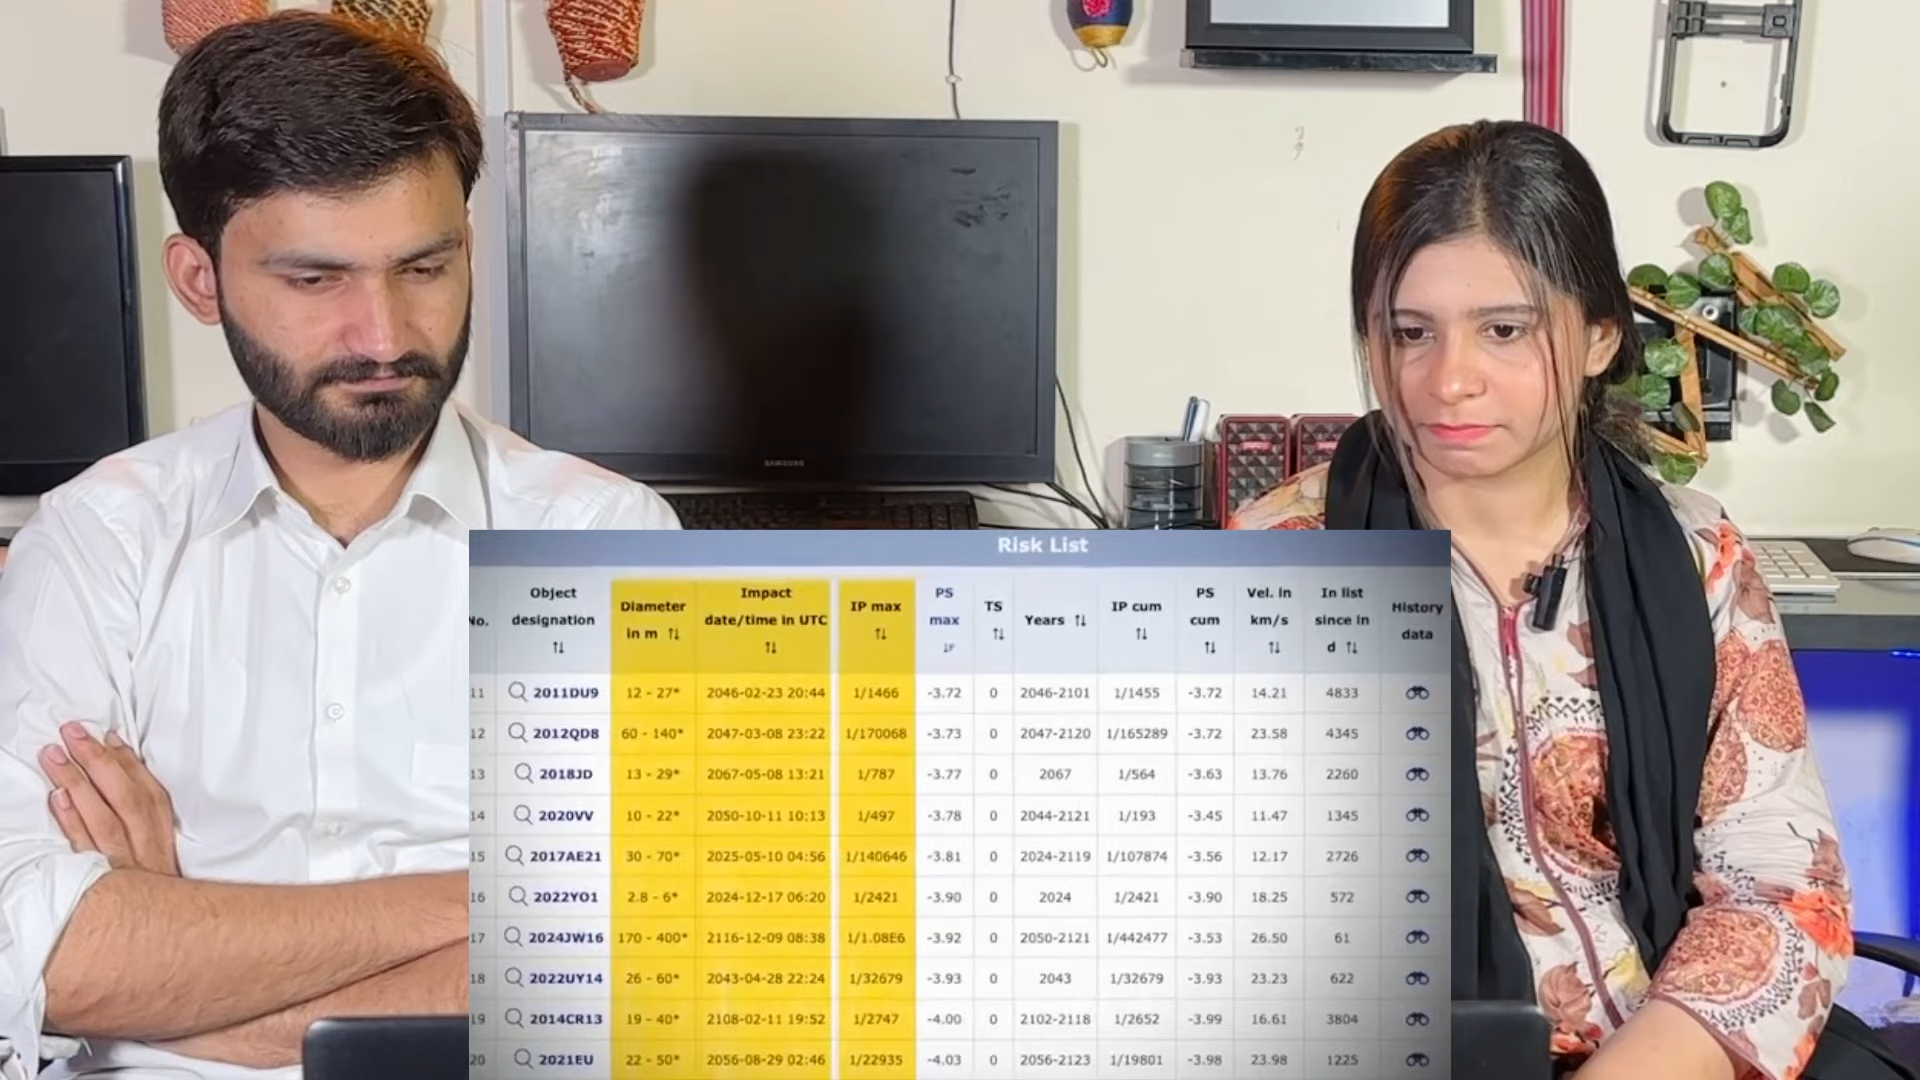 SAMSUNG
Risk List
No. Object designation Diameter in m Impact date/time in UTC IP max PS max TS Years IP cum PS cum Vel. in km/s In list since in d History data
11 2011DU9 12 - 27* 2046-02-23 20:44 1/1466 -3.72 0 2046-2101 1/1455 -3.72 14.21 4833
12 2012QD8 60 - 140* 2047-03-08 23:22 1/170068 -3.73 0 2047-2120 1/165289 -3.72 23.58 4345
13 2018JD 13 - 29* 2067-05-08 13:21 1/787 -3.77 0 2067 1/564 -3.63 13.76 2260
14 2020VV 10 - 22* 2050-10-11 10:13 1/497 -3.78 0 2044-2121 1/193 -3.45 11.47 1345
15 2017AE21 30 - 70* 2025-05-10 04:56 1/140646 -3.81 0 2024-2119 1/107874 -3.56 12.17 2726
16 2022YO1 2.8 - 6* 2024-12-17 06:20 1/2421 -3.90 0 2024 1/2421 -3.90 18.25 572
17 2024JW16 170 - 400* 2116-12-09 08:38 1/1.08E6 -3.92 0 2050-2121 1/442477 -3.53 26.50 61
18 2022UY14 26 - 60* 2043-04-28 22:24 1/32679 -3.93 0 2043 1/32679 -3.93 23.23 622
19 2014CR13 19 - 40* 2108-02-11 19:52 1/2747 -4.00 0 2102-2118 1/2652 -3.99 16.61 3804
20 2021EU 22 - 50* 2056-08-29 02:46 1/22935 -4.03 0 2056-2123 1/19801 -3.98 23.98 1225